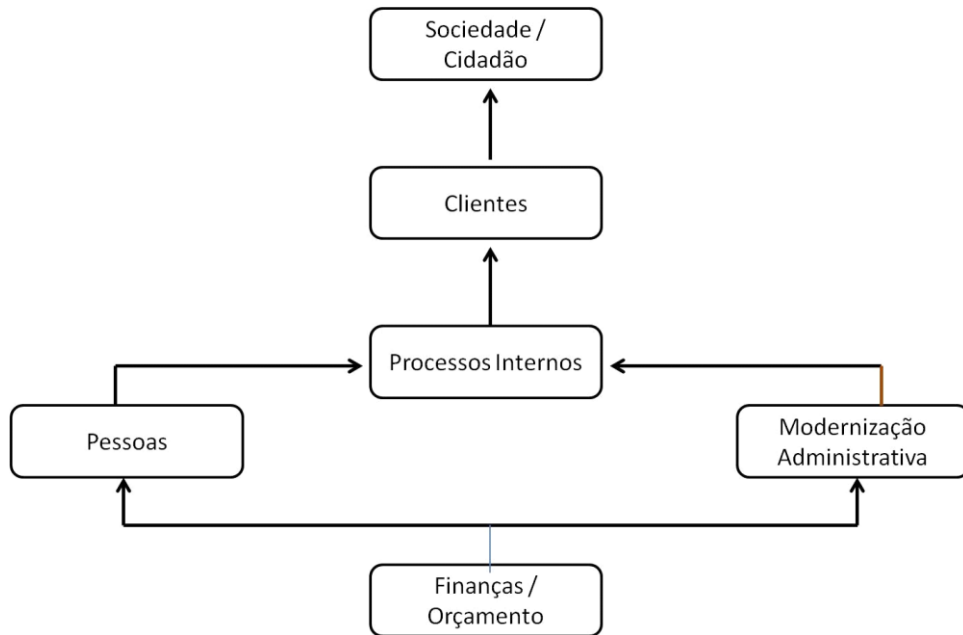 Sociedade /
Cidadão
Clientes
Processos Internos
Pessoas
Modernização
Administrativa
Finanças /
Orçamento